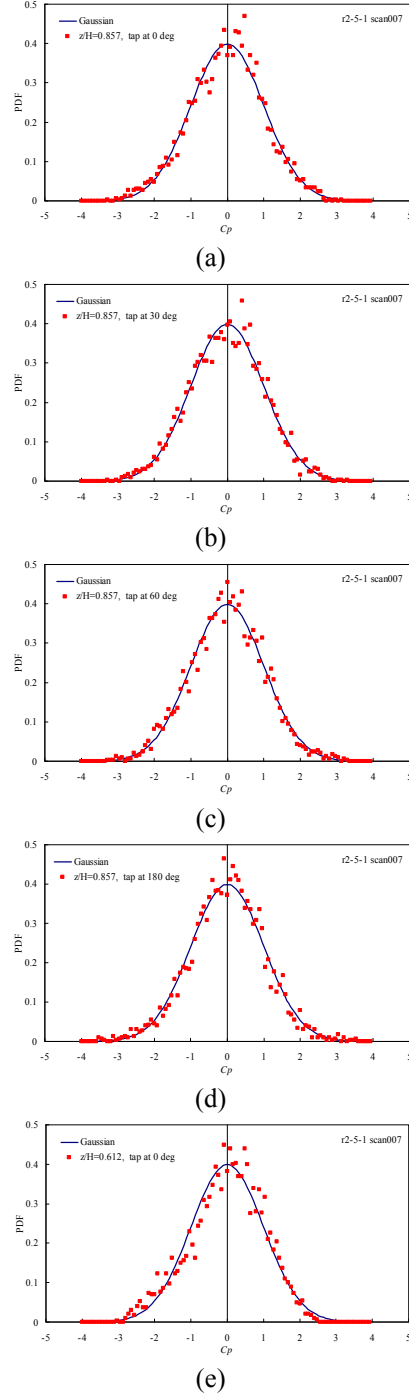 0.5
Gaussian
r2-5-1 scan007
z/H=0.857, tap at 0 deg
0.4
0.3
PDF
0.2
0.1
0
-5 -4 -3 -2 -1 0 1 2 3 4 5
Cp
(a)
0.5
Gaussian
r2-5-1 scan007
z/H=0.857, tap at 30 deg
0.4
0.3
PDF
0.2
0.1
0
-5 -4 -3 -2 -1 0 1 2 3 4 5
Cp
(b)
0.5
Gaussian
r2-5-1 scan007
z/H=0.857, tap at 60 deg
0.4
0.3
PDF
0.2
0.1
0
-5 -4 -3 -2 -1 0 1 2 3 4 5
Cp
(c)
0.5
Gaussian
r2-5-1 scan007
z/H=0.857, tap at 180 deg
0.4
0.3
PDF
0.2
0.1
0
-5 -4 -3 -2 -1 0 1 2 3 4 5
Cp
(d)
0.5
Gaussian
r2-5-1 scan007
z/H=0.612, tap at 0 deg
0.4
0.3
PDF
0.2
0.1
0
-5 -4 -3 -2 -1 0 1 2 3 4 5
Cp
(e)